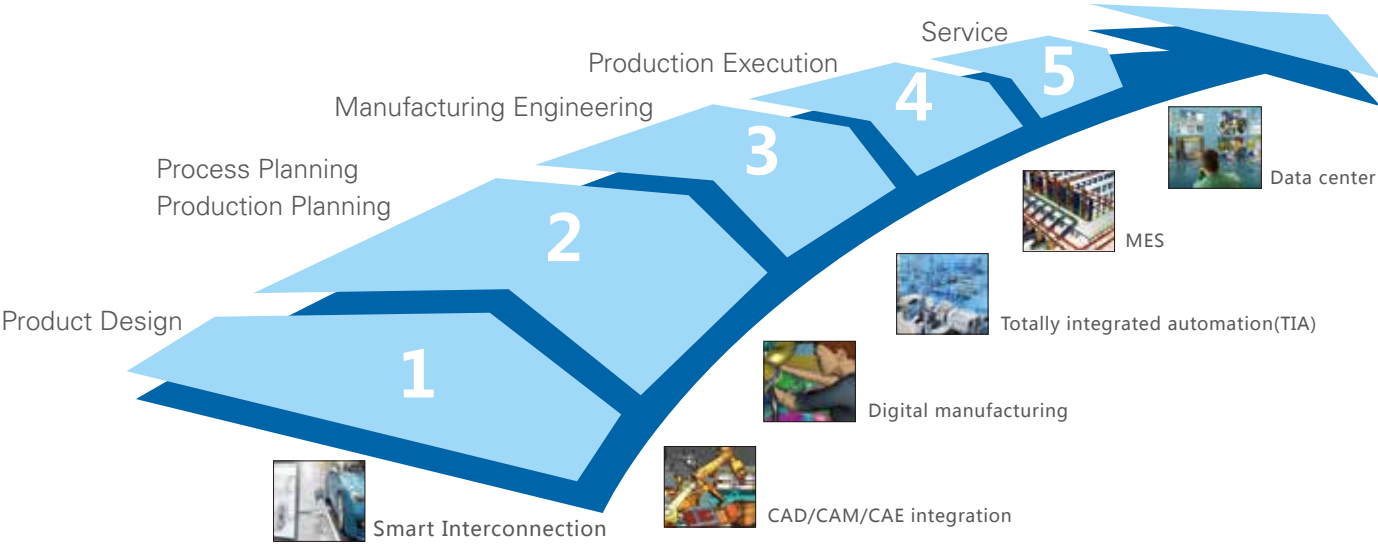 Service
5
Production Execution
4
Manufacturing Engineering
3
Process Planning
Production Planning
2
Product Design
1
Data center
MES
Totally integrated automation(TIA)
Digital manufacturing
CAD/CAM/CAE integration
Smart Interconnection